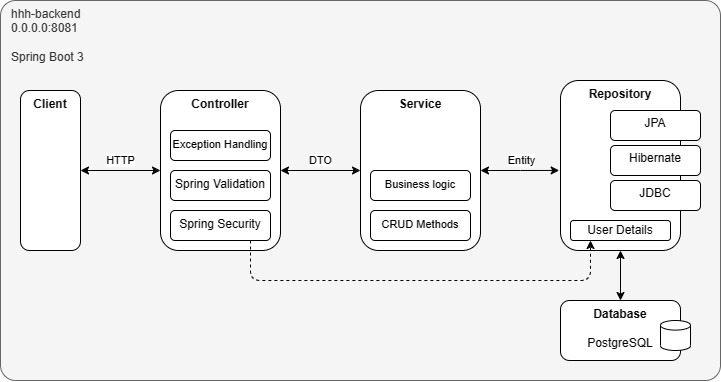 hhh-backend
0.0.0.0:8081
Spring Boot 3
Client
HTTP
Controller
Exception Handling
Spring Validation
Spring Security
DTO
Service
Business logic
CRUD Methods
Entity
Repository
JPA
Hibernate
JDBC
User Details
Database
PostgreSQL